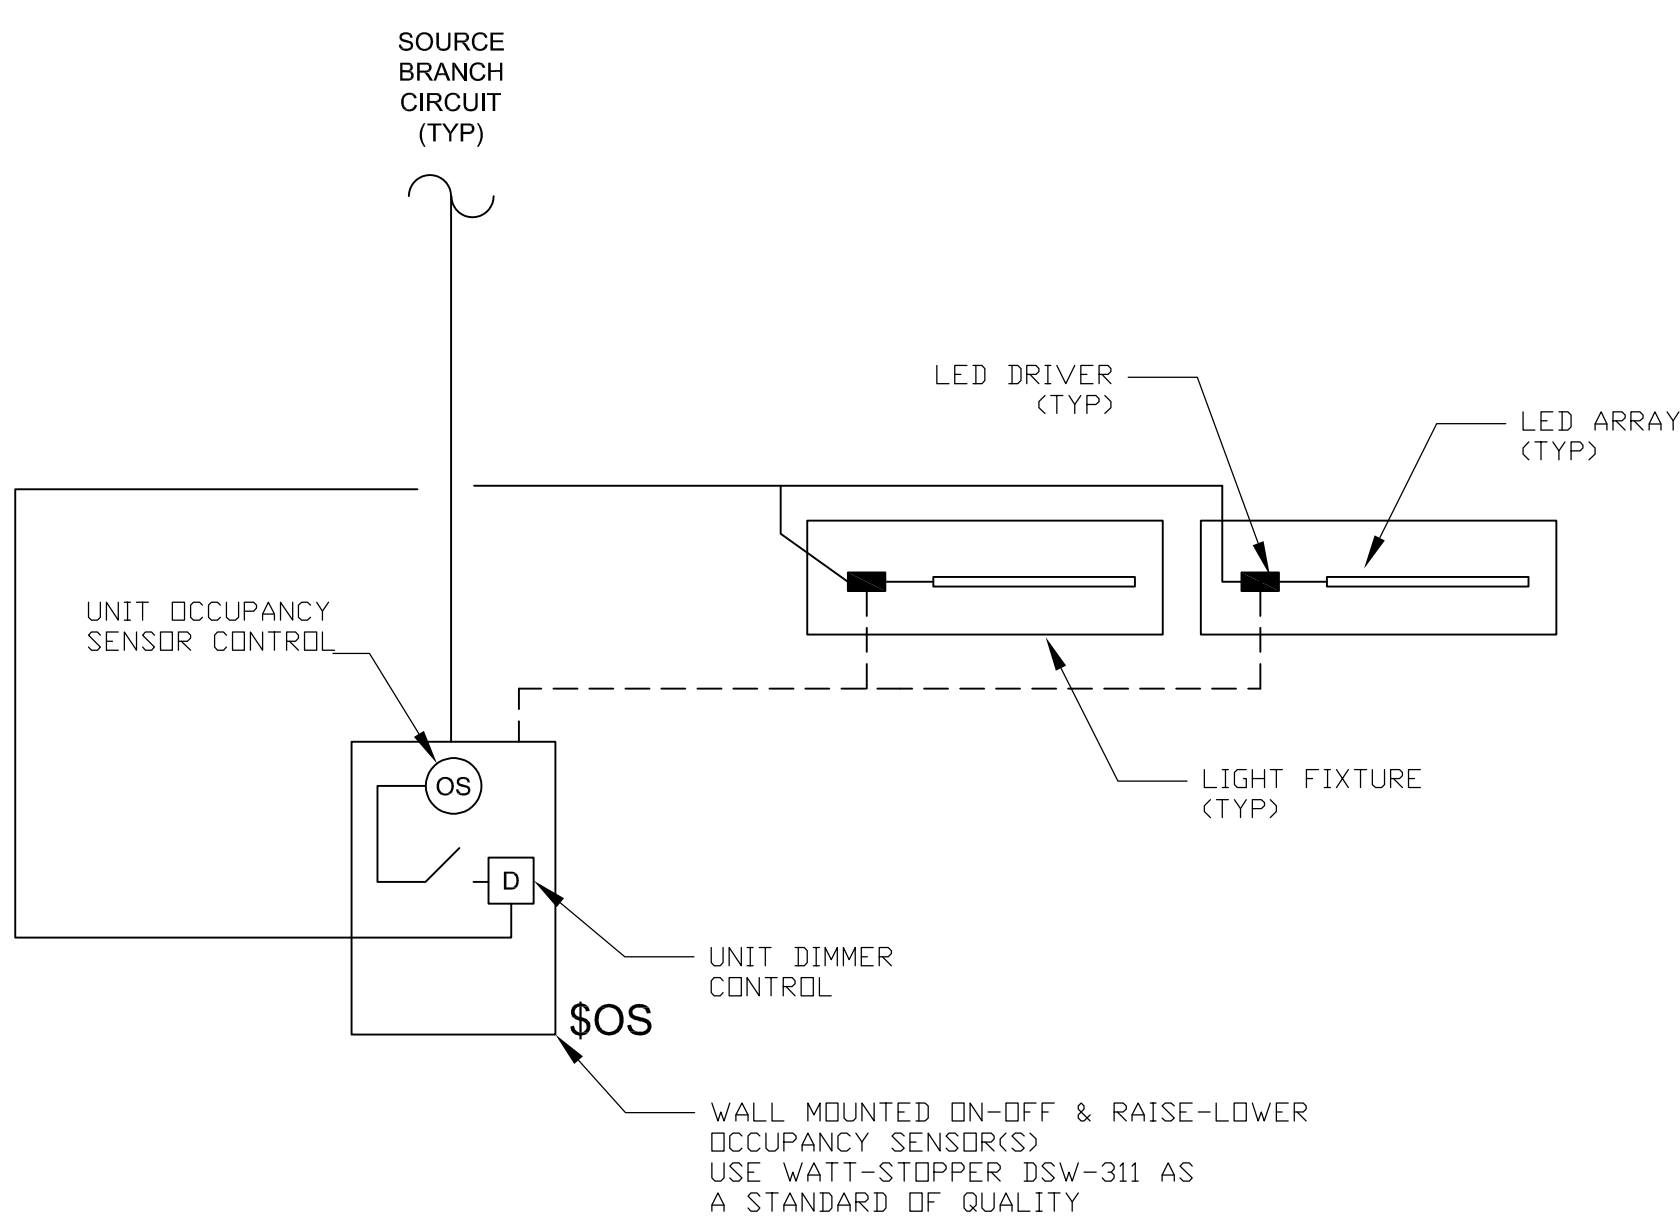 SOURCE
BRANCH
CIRCUIT
(TYP)
LED DRIVER
(TYP)
LED ARRAY
(TYP)
UNIT OCCUPANCY
SENSOR CONTROL
OS
LIGHT FIXTURE
(TYP)
D
UNIT DIMMER
CONTROL
$OS
WALL MOUNTED ON-OFF & RAISE-LOWER
OCCUPANCY SENSOR(S)
USE WATT-STOPPER DSW-311 AS
A STANDARD OF QUALITY